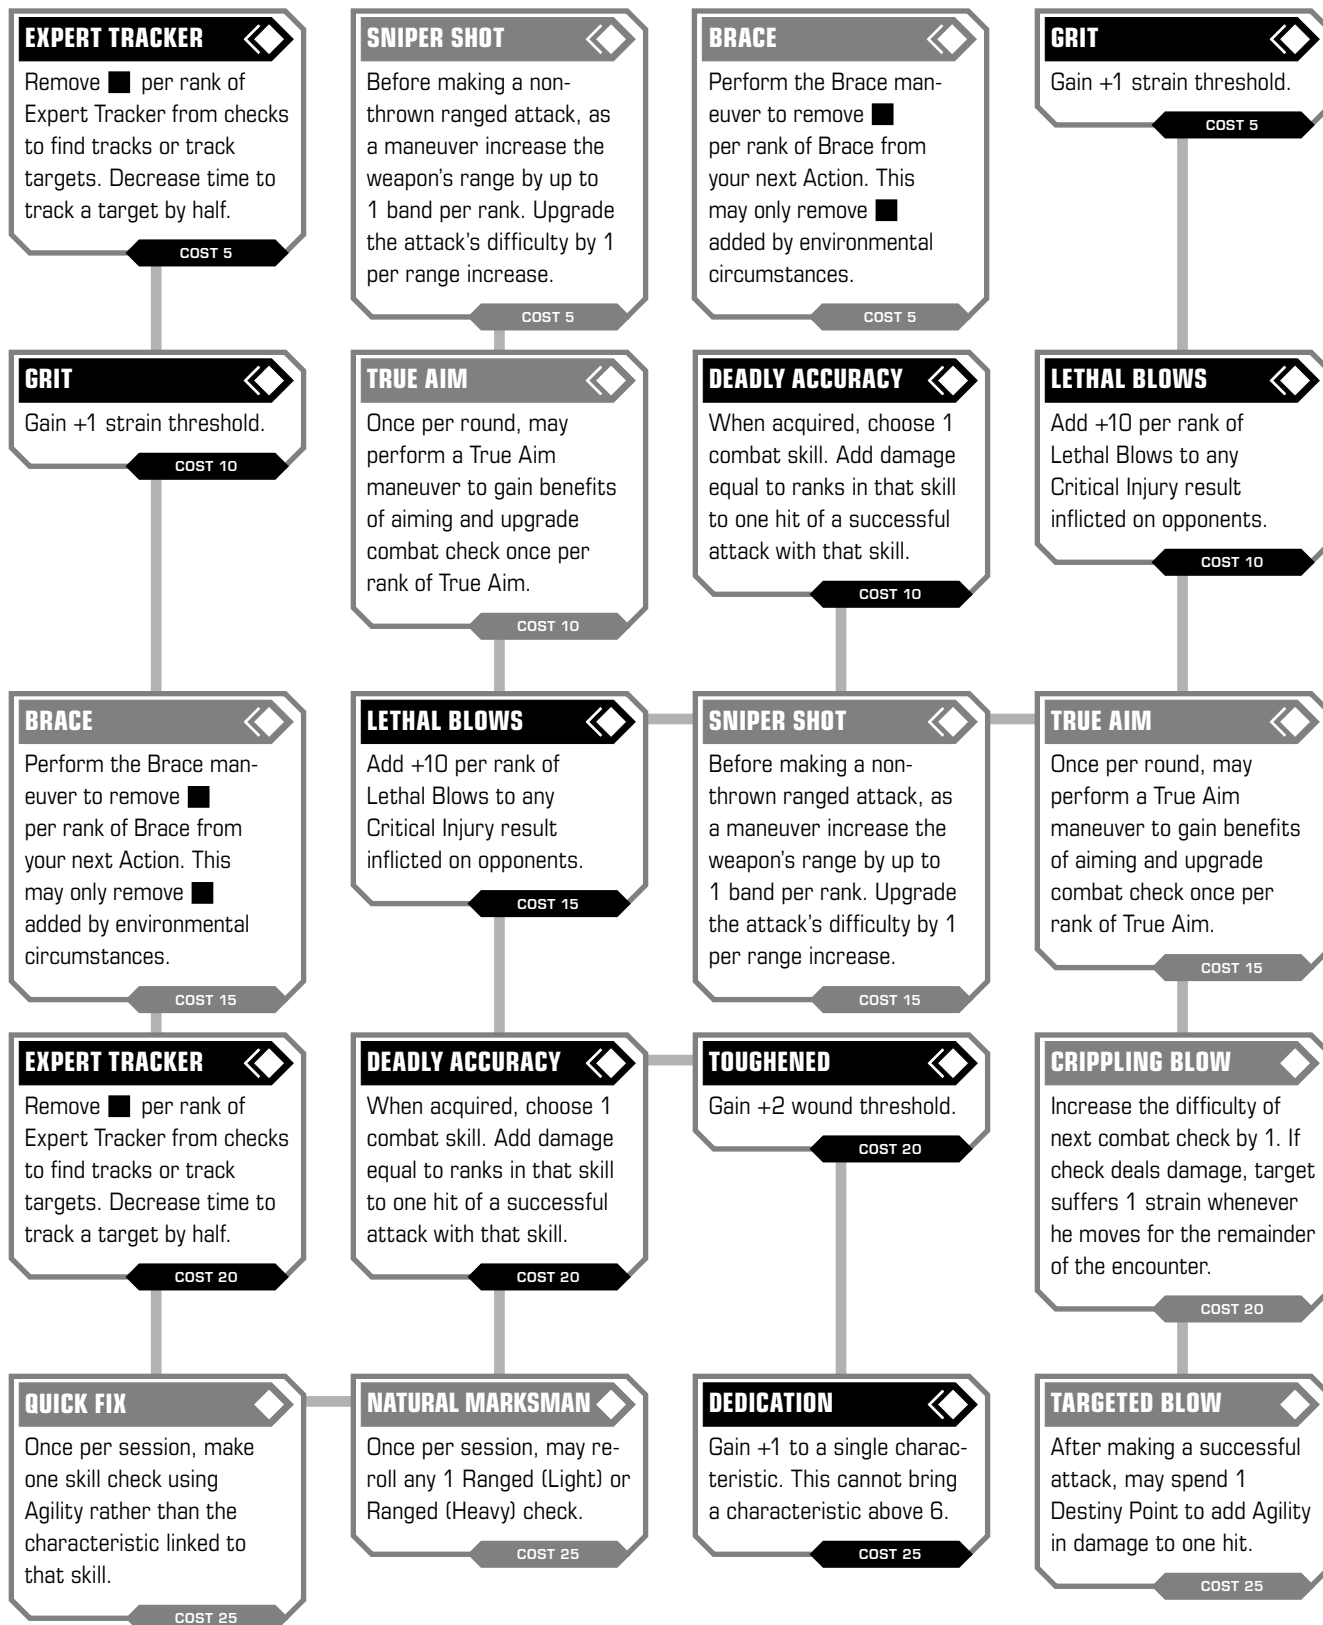 EXPERT TRACKER
Remove per rank of
Expert Tracker from checks
to find tracks or track
targets. Decrease time to
track a target by half.
COST 5
SNIPER SHOT
Before making a non-
thrown ranged attack, as
a maneuver increase the
weapon's range by up to
1 band per rank. Upgrade
the attack's difficulty by 1
per range increase.
COST 5
BRACE
Perform the Brace man-
euver to remove
per rank of Brace from
your next Action. This
may only remove
added by environmental
circumstances.
COST 5
GRIT
Gain +1 strain threshold.
COST 5
GRIT
Gain +1 strain threshold.
COST 10
TRUE AIM
Once per round, may
perform a True Aim
maneuver to gain benefits
of aiming and upgrade
combat check once per
rank of True Aim.
COST 10
DEADLY ACCURACY
When acquired, choose 1
combat skill. Add damage
equal to ranks in that skill
to one hit of a successful
attack with that skill.
COST 10
LETHAL BLOWS
Add +10 per rank of
Lethal Blows to any
Critical Injury result
inflicted on opponents.
COST 10
BRACE
Perform the Brace man-
euver to remove
per rank of Brace from
your next Action. This
may only remove
added by environmental
circumstances.
COST 15
LETHAL BLOWS
Add +10 per rank of
Lethal Blows to any
Critical Injury result
inflicted on opponents.
COST 15
SNIPER SHOT
Before making a non-
thrown ranged attack, as
a maneuver increase the
weapon's range by up to
1 band per rank. Upgrade
the attack's difficulty by 1
per range increase.
COST 15
TRUE AIM
Once per round, may
perform a True Aim
maneuver to gain benefits
of aiming and upgrade
combat check once per
rank of True Aim.
COST 15
EXPERT TRACKER
Remove per rank of
Expert Tracker from checks
to find tracks or track
targets. Decrease time to
track a target by half.
COST 20
DEADLY ACCURACY
When acquired, choose 1
combat skill. Add damage
equal to ranks in that skill
to one hit of a successful
attack with that skill.
COST 20
TOUGHENED
Gain +2 wound threshold.
COST 20
CRIPPLING BLOW
Increase the difficulty of
next combat check by 1. If
check deals damage, target
suffers 1 strain whenever
he moves for the remainder
of the encounter.
COST 20
QUICK FIX
Once per session, make
one skill check using
Agility rather than the
characteristic linked to
that skill.
COST 25
NATURAL MARKSMAN
Once per session, may re-
roll any 1 Ranged (Light) or
Ranged (Heavy) check.
COST 25
DEDICATION
Gain +1 to a single charac-
teristic. This cannot bring
a characteristic above 6.
COST 25
TARGETED BLOW
After making a successful
attack, may spend 1
Destiny Point to add Agility
in damage to one hit.
COST 25